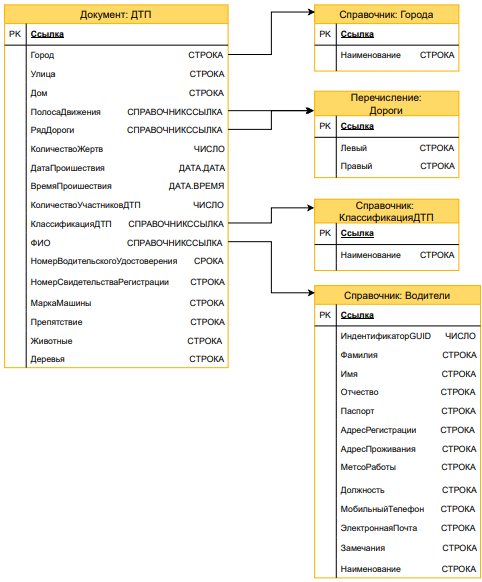 Документ: ДТП
PK Ссылка
Город СТРОКА
Улица СТРОКА
Дом СТРОКА
ПолосаДвижения СПРАВОЧНИКССЫЛКА
РядДороги СПРАВОЧНИКССЫЛКА
КоличествоЖертв ЧИСЛО
ДатаПроишествия ДАТА.ДАТА
ВремяПроишествия ДАТА.ВРЕМЯ
КоличествоУчастниковДТП ЧИСЛО
КлассификацияДТП СПРАВОЧНИКССЫЛКА
ФИО СПРАВОЧНИКССЫЛКА
НомерВодительскогоУдостоверения СРОКА
НомерСвидетельстваРегистрации СТРОКА
МаркаМашины СТРОКА
Препятствие СТРОКА
Животные СТРОКА
Деревья СТРОКА
Справочник: Города
PK Ссылка
Наименование СТРОКА
Перечисление:
Дороги
PK Ссылка
Левый СТРОКА
Правый СТРОКА
Справочник:
КлассификацияДТП
PK Ссылка
Наименование СТРОКА
Справочник: Водители
PK Ссылка
ИндентификаторGUID ЧИСЛО
Фамилия СТРОКА
Имя СТРОКА
Отчество СТРОКА
Паспорт СТРОКА
АдресРегистрации СТРОКА
АдресПроживания СТРОКА
МетсоРаботы СТРОКА
Должность СТРОКА
МобильныйТелефон СТРОКА
ЭлектроннаяПочта СТРОКА
Замечания СТРОКА
Наименование СТРОКА